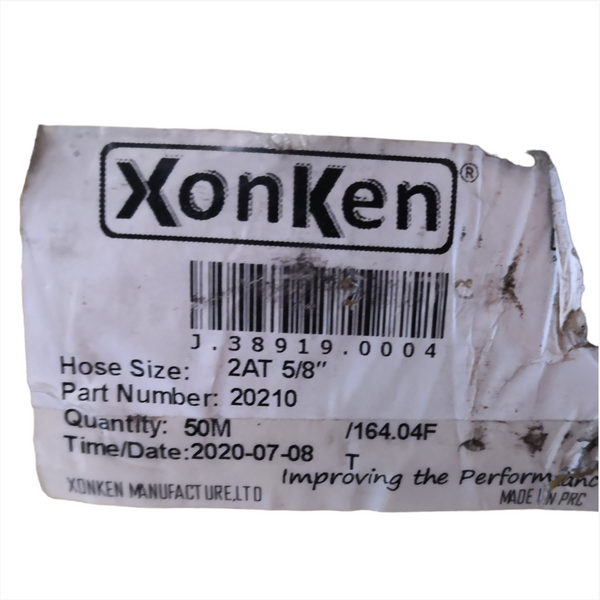 XonKen®
J.38919.0004
Hose Size: 2AT 5/8"
Part Number: 20210
Quantity: 50M /164.04F
T
Time/Date:2020-07-08
Improving the Performanc
XONKEN MANUFACTURE,LTD
MADE IN PRC